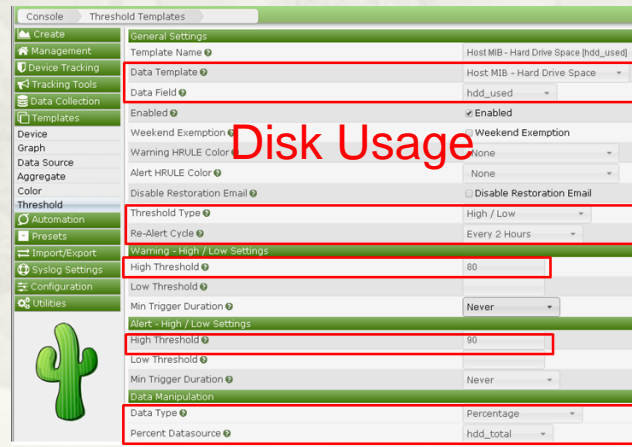 Console Threshold Templates
Create
Management
Device Tracking
Tracking Tools
Data Collection
Templates
Device
Graph
Data Source
Aggregate
Color
Threshold
Automation
Presets
Import/Export
Syslog Settings
Configuration
Utilities
General Settings
Template Name Host MIB - Hard Drive Space [hdd_used]
Data Template Host MIB - Hard Drive Space
Data Field hdd_used
Enabled Enabled
Weekend Exemption Weekend Exemption
Disk Usage
Warning HRULE Color None
Alert HRULE Color None
Disable Restoration Email Disable Restoration Email
Threshold Type High / Low
Re-Alert Cycle Every 2 Hours
Warning - High / Low Settings
High Threshold 80
Low Threshold
Min Trigger Duration Never
Alert - High / Low Settings
High Threshold 90
Low Threshold
Min Trigger Duration Never
Data Manipulation
Data Type Percentage
Percent Datasource hdd_total